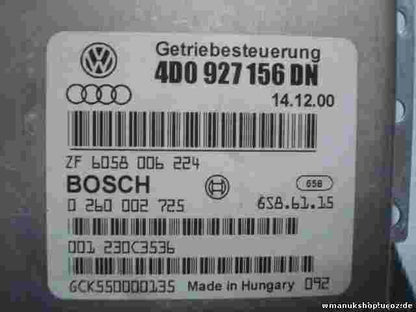 Getriebesteuerung
4D0 927 156 DN
14.12.00
ZF 6058 006 224
BOSCH
658
0 260 002 725
658.61.15
001 230C3536
GCK550000135 Made in Hungary 092
wmanukshop.ucoz.de